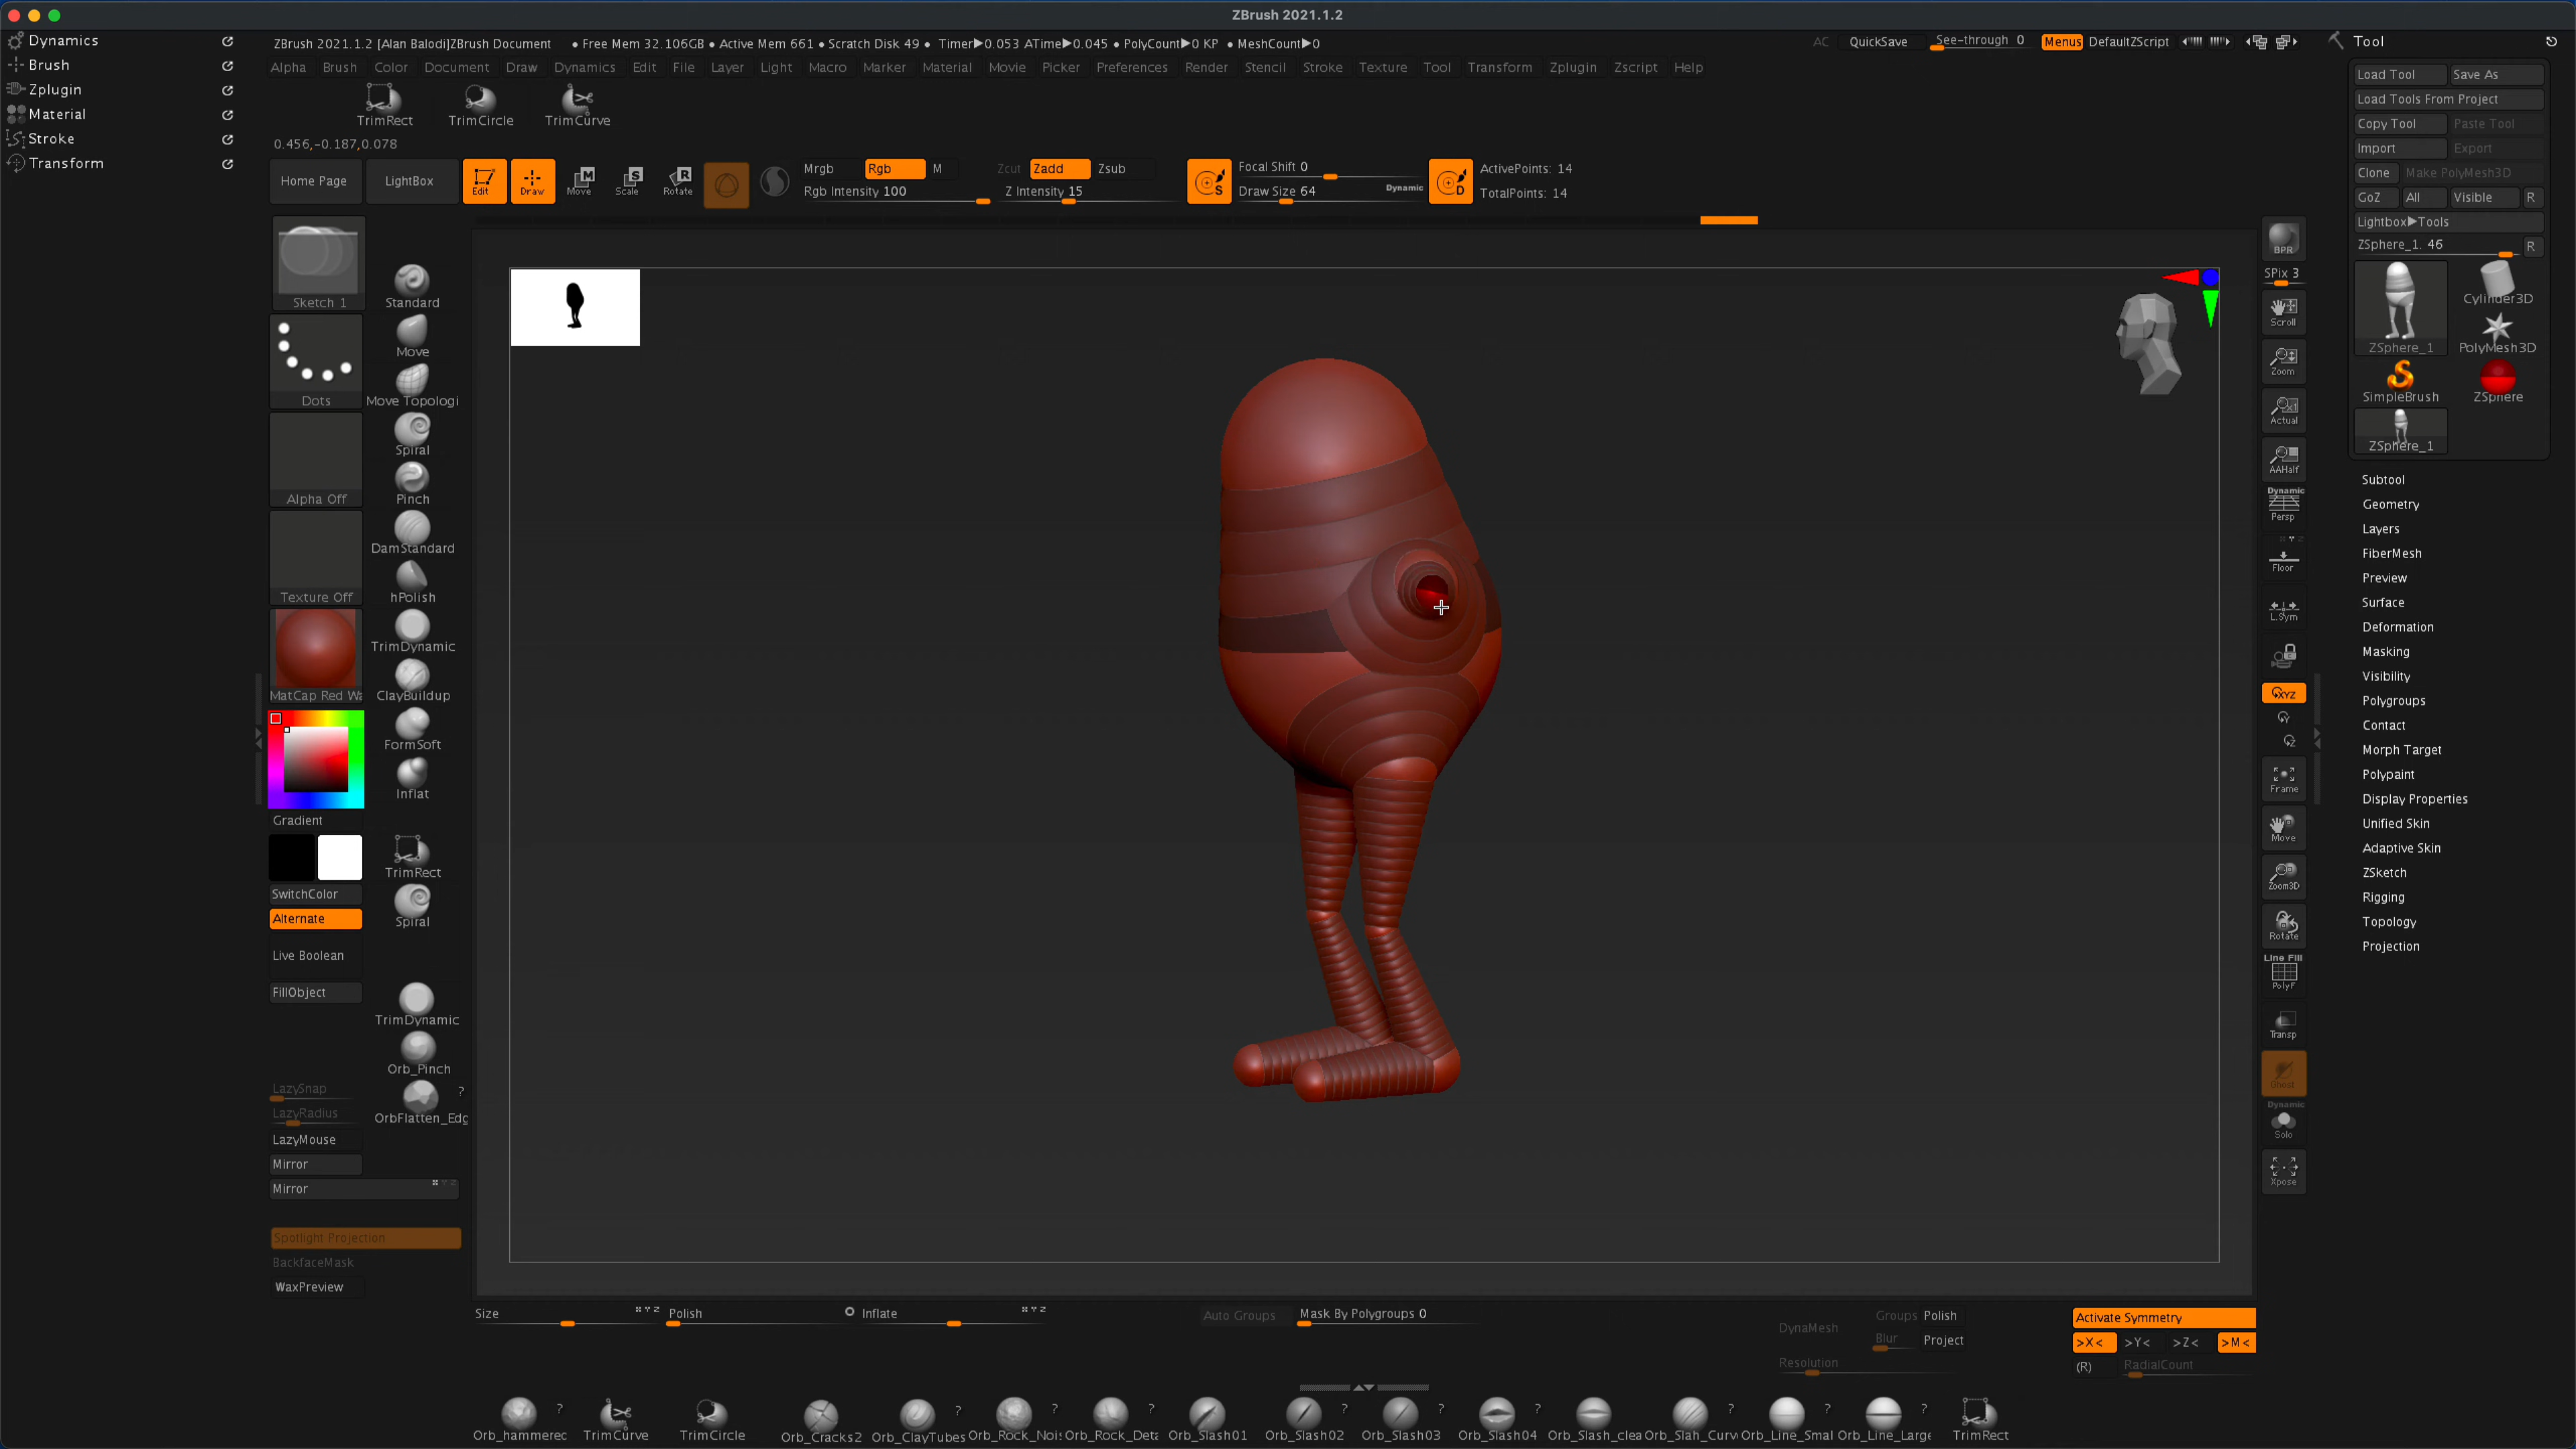 ZBrush 2021.1.2
Dynamics
Brush
Zplugin
Material
Stroke
Transform
ZBrush 2021.1.2 [Alan Balodi]ZBrush Document • Free Mem 32.106GB • Active Mem 661 • Scratch Disk 49 • Timer▶0.053 ATime▶0.045 • PolyCount▶0 KP • MeshCount▶0
AC QuickSave See-through 0 Menus DefaultZScript
Alpha Brush Color Document Draw Dynamics Edit File Layer Light Macro Marker Material Movie Picker Preferences Render Stencil Stroke Texture Tool Transform Zplugin Zscript Help
TrimRect TrimCircle TrimCurve
0.456,-0.187,0.078
Home Page LightBox Edit Draw Move Scale Rotate
M S R
Mrgb Rgb M
Rgb Intensity 100
Zcut Zadd Zsub
Z Intensity 15
S
Focal Shift 0
Draw Size 64 Dynamic
D
ActivePoints: 14
TotalPoints: 14
Sketch 1
Dots
Alpha Off
Texture Off
MatCap Red Wa
Gradient
SwitchColor
Alternate
Live Boolean
FillObject
LazySnap
LazyRadius
LazyMouse
Mirror
Mirror
Spotlight Projection
BackfaceMask
WaxPreview
Standard
Move
Move Topologi
Spiral
Pinch
DamStandard
hPolish
TrimDynamic
ClayBuildup
FormSoft
Inflat
TrimRect
Spiral
TrimDynamic
Orb_Pinch
OrbFlatten_Edg
?
BPR
SPix 3
Scroll
Zoom
Actual
AAHalf
Dynamic
Persp
Floor
L.Sym
XYZ
Y
Z
Frame
Move
Zoom3D
Rotate
Line Fill
PolyF
Transp
Ghost
Dynamic
Solo
Xpose
Tool
Load Tool Save As
Load Tools From Project
Copy Tool Paste Tool
Import Export
Clone Make PolyMesh3D
GoZ All Visible R
Lightbox▶Tools
ZSphere_1. 46 R
ZSphere_1 Cylinder3D
PolyMesh3D
SimpleBrush ZSphere
ZSphere_1
Subtool
Geometry
Layers
FiberMesh
Preview
Surface
Deformation
Masking
Visibility
Polygroups
Contact
Morph Target
Polypaint
Display Properties
Unified Skin
Adaptive Skin
ZSketch
Rigging
Topology
Projection
Size X Y Z Polish Inflate X Y Z
Auto Groups Mask By Polygroups 0
DynaMesh Groups Polish
Blur Project
Resolution
Activate Symmetry
>X< >Y< >Z< >M<
(R) RadialCount
Orb_hammerec TrimCurve TrimCircle Orb_Cracks2 Orb_ClayTubes Orb_Rock_Nois Orb_Rock_Deta Orb_Slash01 Orb_Slash02 Orb_Slash03 Orb_Slash04 Orb_Slash_clea Orb_Slah_Curv Orb_Line_Smal Orb_Line_Large TrimRect